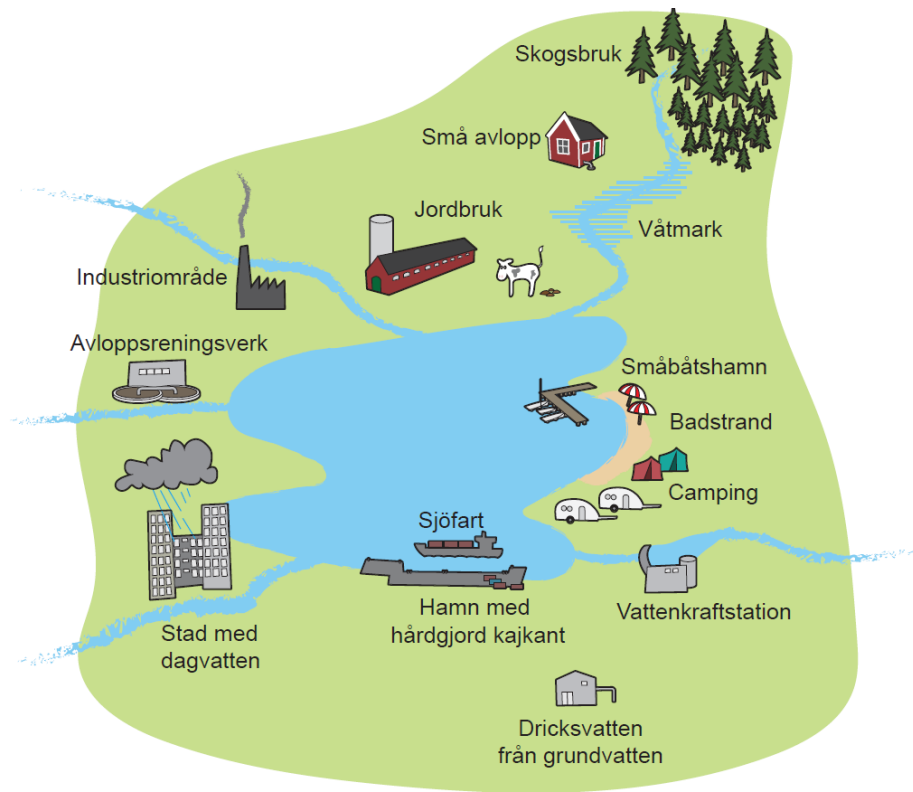 Skogsbruk
Små avlopp
Jordbruk
Våtmark
Industriområde
Avloppsreningsverk
Småbåtshamn
Badstrand
Camping
Sjöfart
Hamn med
hårdgjord kajkant
Vattenkraftstation
Stad med
dagvatten
Dricksvatten
från grundvatten